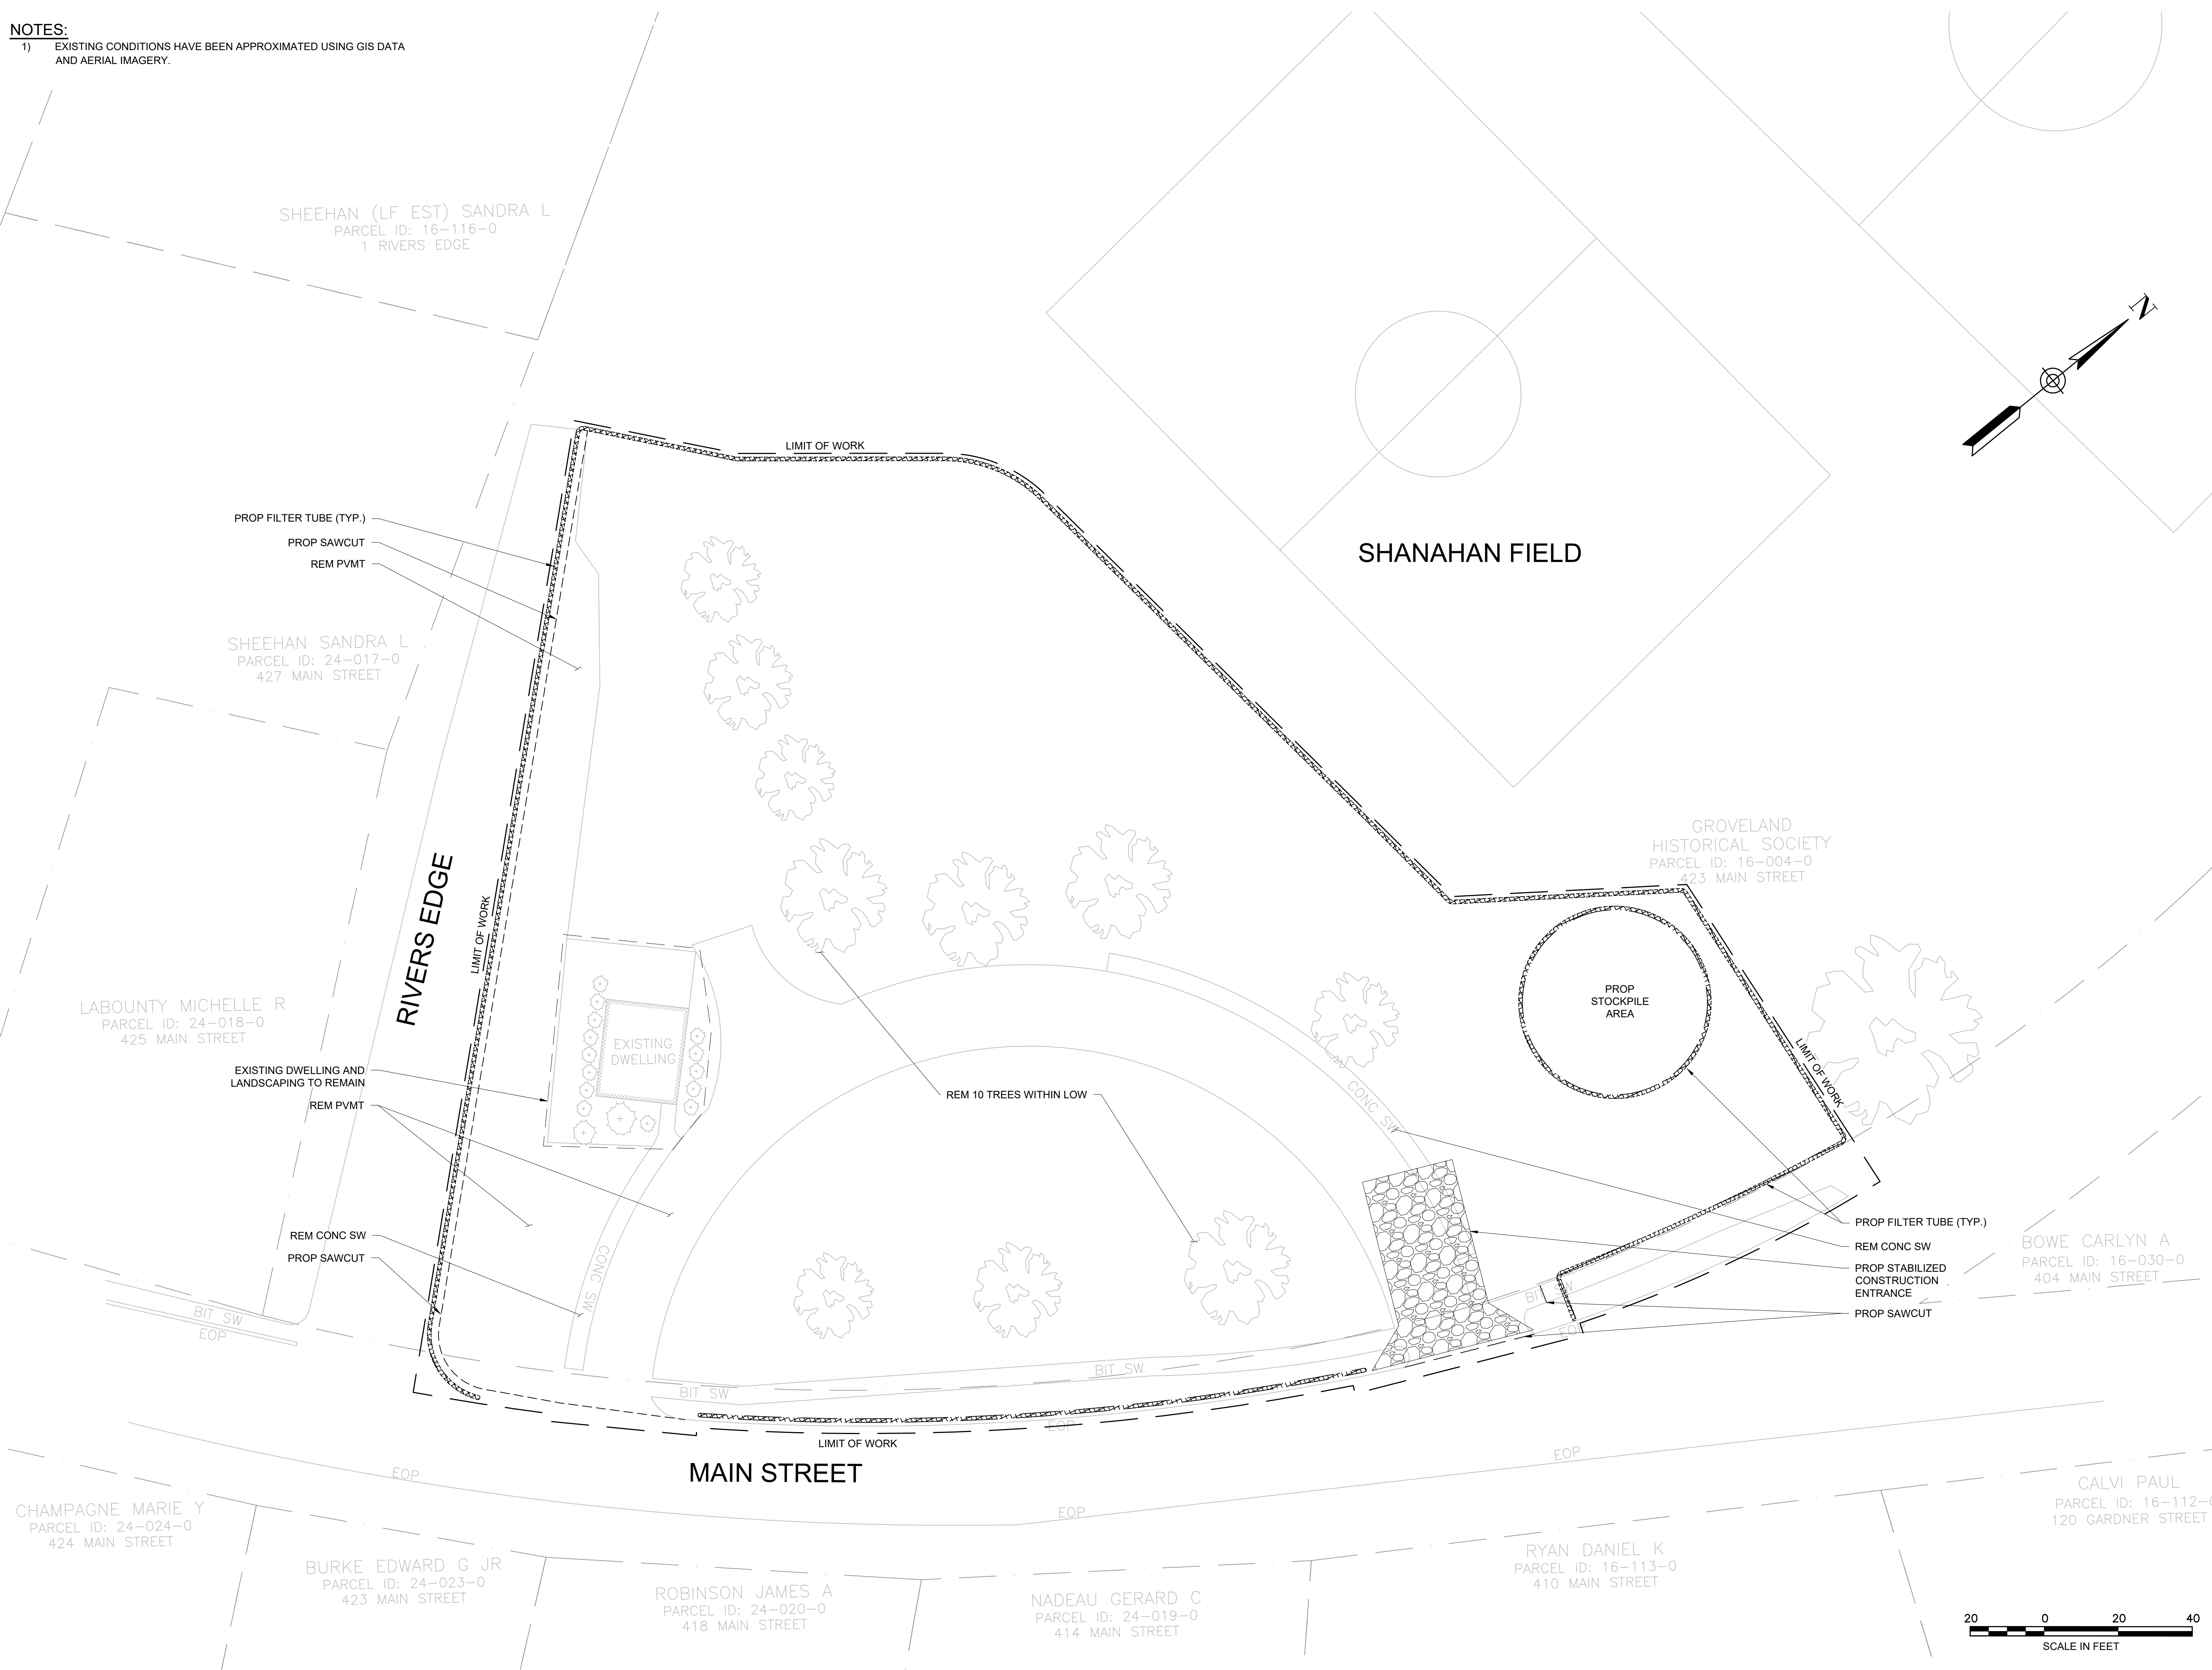 NOTES:
1) EXISTING CONDITIONS HAVE BEEN APPROXIMATED USING GIS DATA
AND AERIAL IMAGERY.
SHEEHAN (LF EST) SANDRA L
PARCEL ID: 16-116-0
1 RIVERS EDGE
N
LIMIT OF WORK
PROP FILTER TUBE (TYP.)
PROP SAWCUT
REM PVMT
SHANAHAN FIELD
SHEEHAN SANDRA L
PARCEL ID: 24-017-0
427 MAIN STREET
GROVELAND
HISTORICAL SOCIETY
PARCEL ID: 16-004-0
423 MAIN STREET
RIVERS EDGE
LIMIT OF WORK
LABOUNTY MICHELLE R
PARCEL ID: 24-018-0
425 MAIN STREET
PROP
STOCKPILE
AREA
EXISTING
DWELLING
LIMIT OF WORK
EXISTING DWELLING AND
LANDSCAPING TO REMAIN
REM PVMT
REM 10 TREES WITHIN LOW
CONC SW
REM CONC SW
PROP SAWCUT
CONC SW
PROP FILTER TUBE (TYP.)
REM CONC SW
PROP STABILIZED
CONSTRUCTION
ENTRANCE
PROP SAWCUT
BOWE CARLYN A
PARCEL ID: 16-030-0
404 MAIN STREET
BIT SW
EOP
BIT
EOP
BIT SW
BIT SW
EOP
LIMIT OF WORK
MAIN STREET
EOP
EOP
EOP
CHAMPAGNE MARIE Y
PARCEL ID: 24-024-0
424 MAIN STREET
BURKE EDWARD G JR
PARCEL ID: 24-023-0
423 MAIN STREET
ROBINSON JAMES A
PARCEL ID: 24-020-0
418 MAIN STREET
NADEAU GERARD C
PARCEL ID: 24-019-0
414 MAIN STREET
RYAN DANIEL K
PARCEL ID: 16-113-0
410 MAIN STREET
CALVI PAUL
PARCEL ID: 16-112-0
120 GARDNER STREET
20 0 20 40
SCALE IN FEET